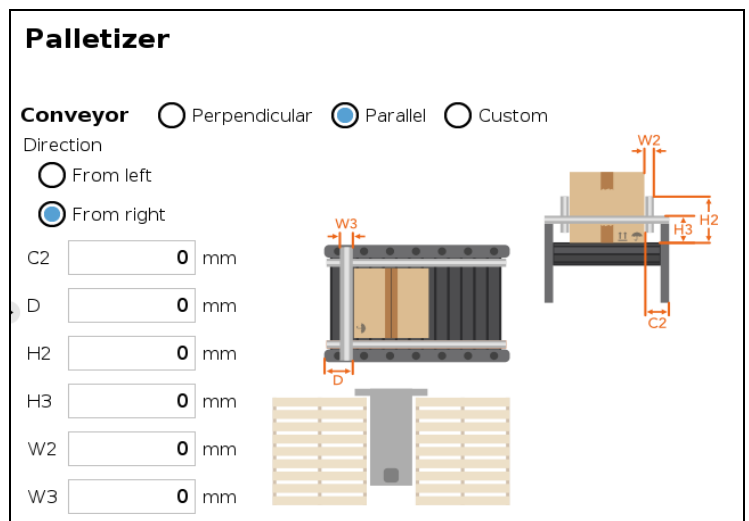 Palletizer
Conveyor Perpendicular Parallel Custom
Direction
From left
From right
C2 0 mm
D 0 mm
H2 0 mm
H3 0 mm
W2 0 mm
W3 0 mm
W3
D
W2
H2
H3
C2